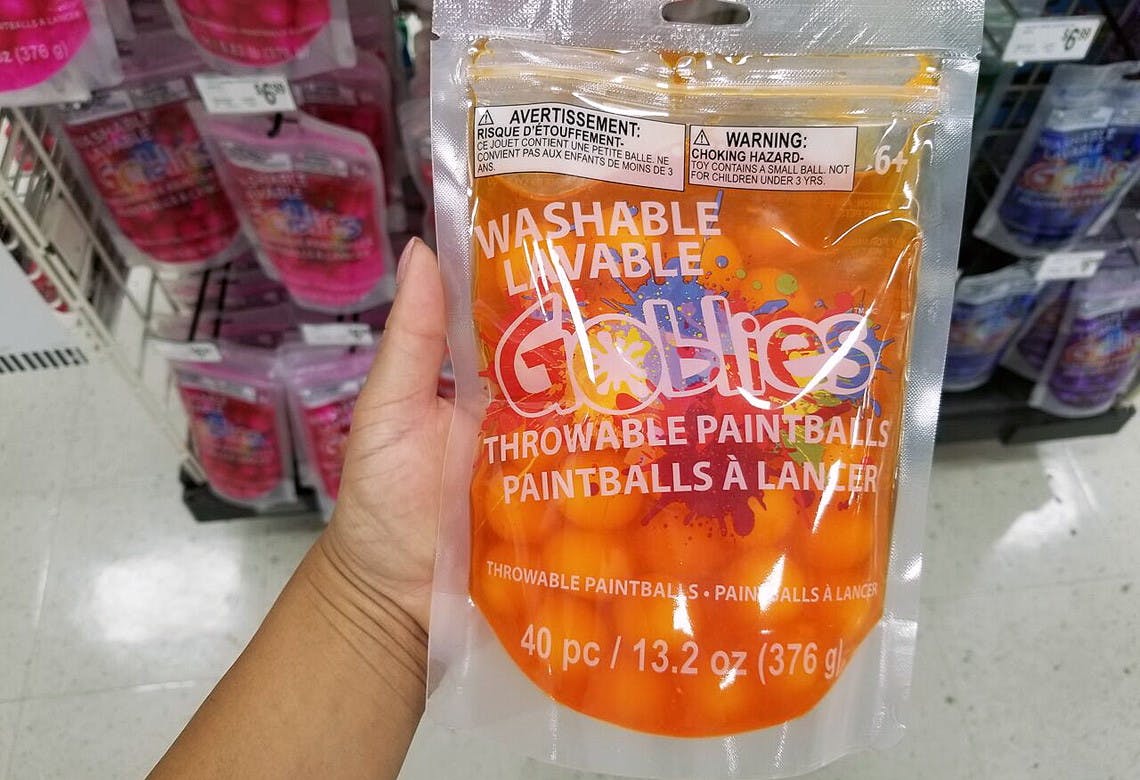 AVERTISSEMENT:
RISQUE D'ÉTOUFFEMENT-
CE JOUET CONTIENT UNE PETITE BALLE. NE
CONVIENT PAS AUX ENFANTS DE MOINS DE 3
ANS.
WARNING:
CHOKING HAZARD-
TOY CONTAINS A SMALL BALL. NOT
FOR CHILDREN UNDER 3 YRS.
6+
WASHABLE
LAVABLE
Goblies
THROWABLE PAINTBALLS
PAINTBALLS À LANCER
THROWABLE PAINTBALLS • PAINTBALLS À LANCER
40 pc / 13.2 oz (376 g)
oz (376 g)
$6.99
WASHABLE
$6.99